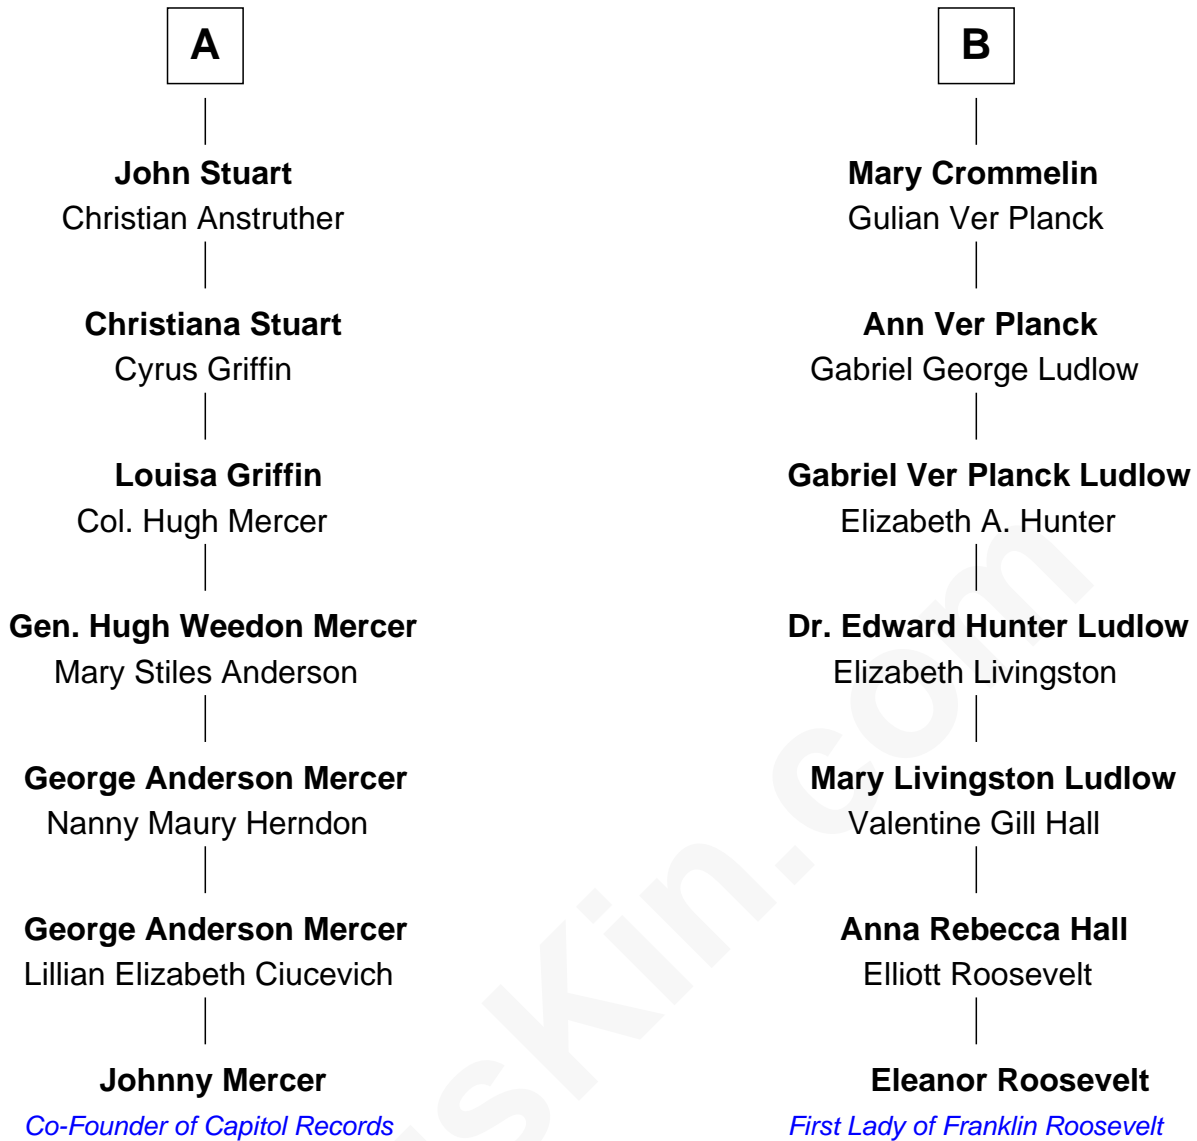 A
John Stuart
Christian Anstruther
Christiana Stuart
Cyrus Griffin
Louisa Griffin
Col. Hugh Mercer
Gen. Hugh Weedon Mercer
Mary Stiles Anderson
George Anderson Mercer
Nanny Maury Herndon
George Anderson Mercer
Lillian Elizabeth Ciucevich
Johnny Mercer
Co-Founder of Capitol Records
B
Mary Crommelin
Gulian Ver Planck
Ann Ver Planck
Gabriel George Ludlow
Gabriel Ver Planck Ludlow
Elizabeth A. Hunter
Dr. Edward Hunter Ludlow
Elizabeth Livingston
Mary Livingston Ludlow
Valentine Gill Hall
Anna Rebecca Hall
Elliott Roosevelt
Eleanor Roosevelt
First Lady of Franklin Roosevelt
usKin.com